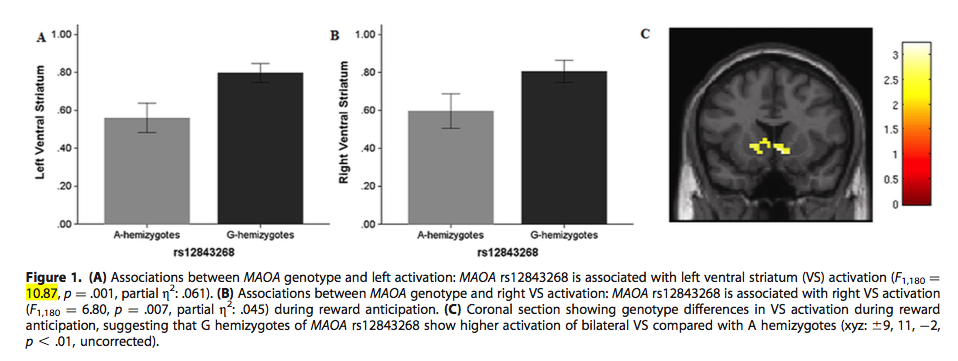 A
1.00
.80
.60
.40
.20
.00
Left Ventral Striatum
A-hemizygotes
G-hemizygotes
rs12843268
B
1.00
.80
.60
.40
.20
.00
Right Ventral Striatum
A-hemizygotes
G-hemizygotes
rs12843268
C
3
2.5
2
1.5
1
0.5
0
Figure 1. (A) Associations between MAOA genotype and left activation: MAOA rs12843268 is associated with left ventral striatum (VS) activation (F1,180 =
10.87, p = .001, partial η²: .061). (B) Associations between MAOA genotype and right VS activation: MAOA rs12843268 is associated with right VS activation
(F1,180 = 6.80, p = .007, partial η²: .045) during reward anticipation. (C) Coronal section showing genotype differences in VS activation during reward
anticipation, suggesting that G hemizygotes of MAOA rs12843268 show higher activation of bilateral VS compared with A hemizygotes (xyz: ±9, 11, −2,
p < .01, uncorrected).